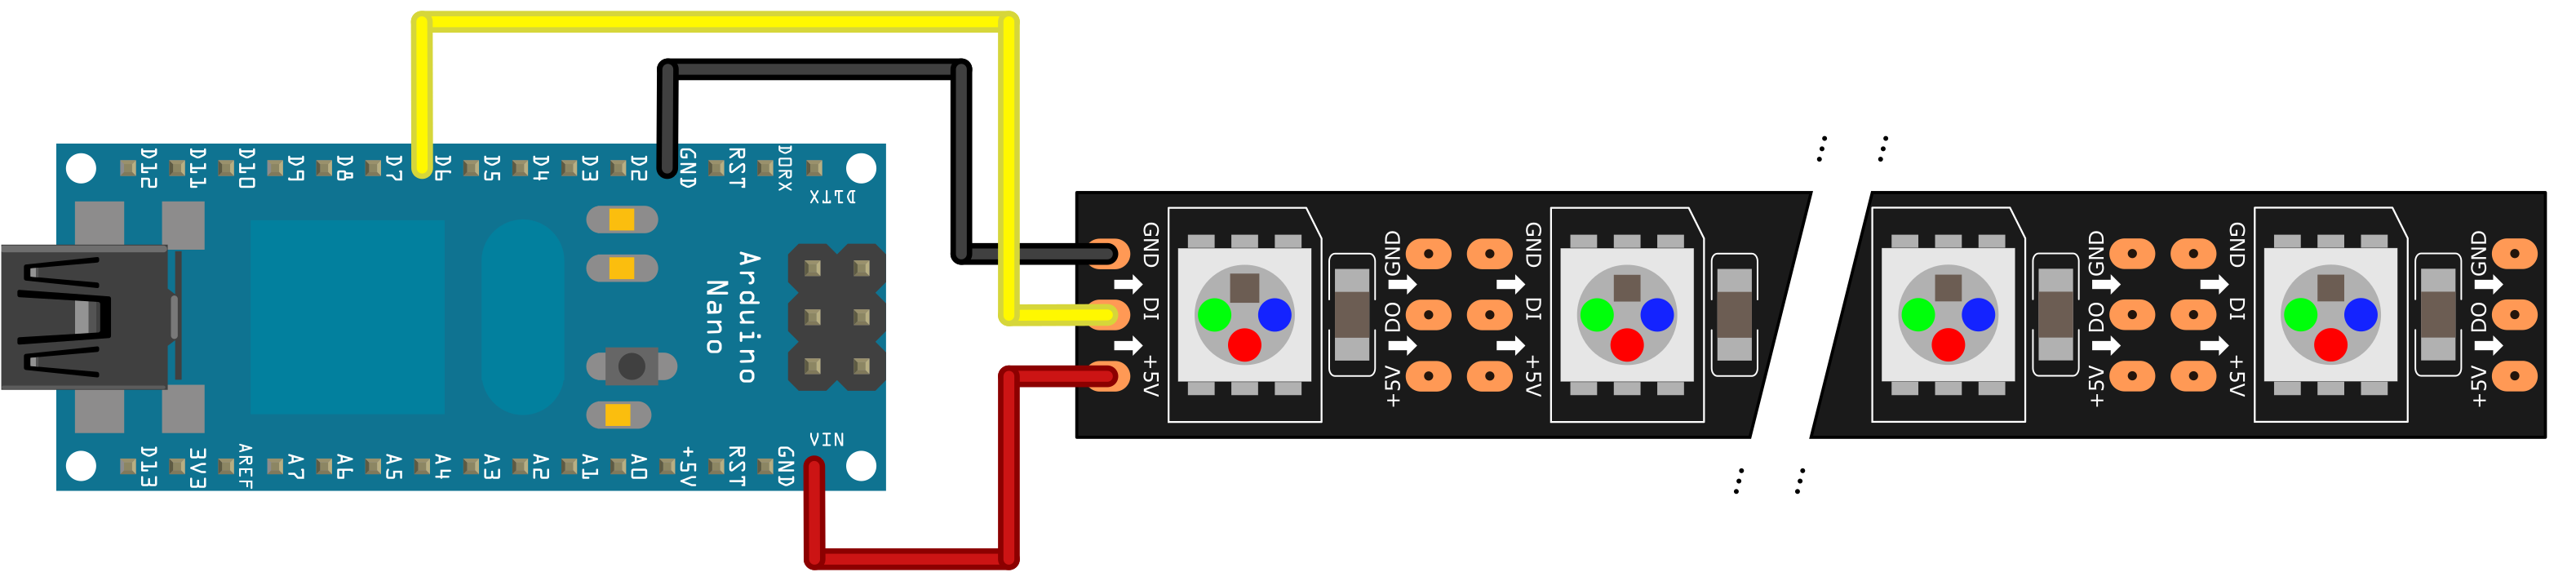 D12
D11
D10
D9
D8
D7
D6
D5
D4
D3
D2
GND
RST
D0RX
D1TX
Arduino
Nano
VIN
D13
3V3
AREF
A7
A6
A5
A4
A3
A2
A1
A0
+5V
RST
GND
GND
DI
+5V
GND
DO
+5V
GND
DI
+5V
GND
DO
+5V
GND
DI
+5V
GND
DO
+5V